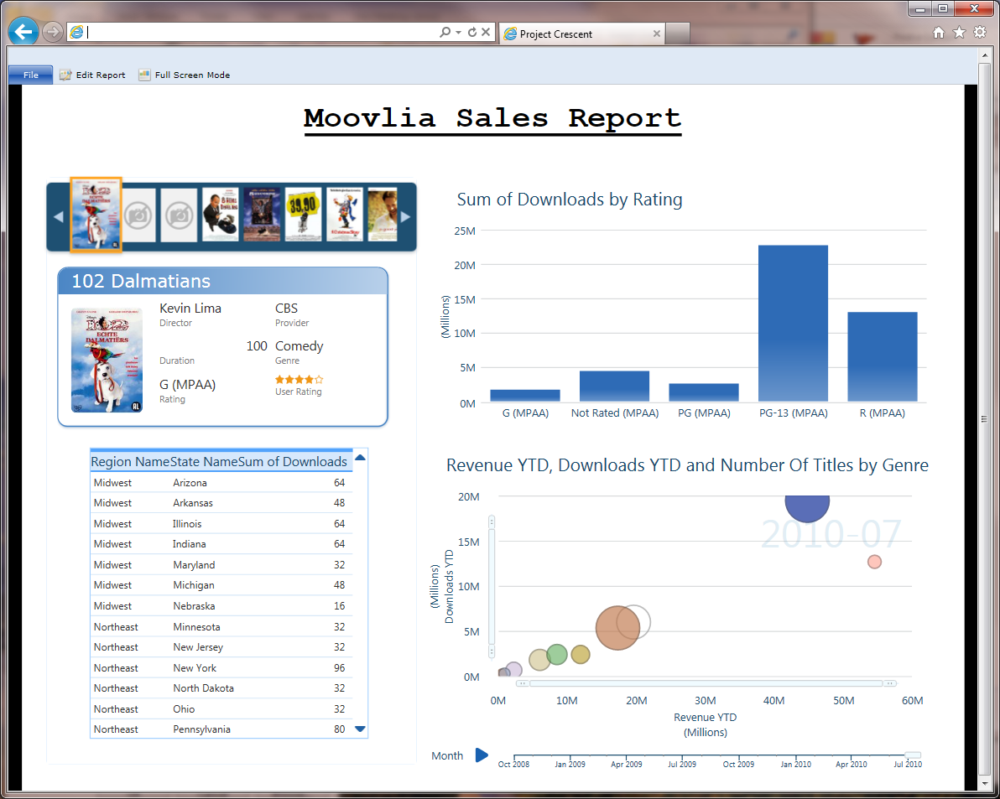 Project Crescent
File Edit Report Full Screen Mode
Moovlia Sales Report
39,90
102 Dalmatians
102
ECHTE
DALMATIËRS
AL
Kevin Lima CBS
Director Provider
100 Comedy
Duration Genre
G (MPAA)
Rating User Rating
Region Name State Name Sum of Downloads
Midwest Arizona 64
Midwest Arkansas 48
Midwest Illinois 64
Midwest Indiana 64
Midwest Maryland 32
Midwest Michigan 48
Midwest Nebraska 16
Northeast Minnesota 32
Northeast New Jersey 32
Northeast New York 96
Northeast North Dakota 32
Northeast Ohio 32
Northeast Pennsylvania 80
Sum of Downloads by Rating
(Millions)
25M
20M
15M
10M
5M
0M
G (MPAA) Not Rated (MPAA) PG (MPAA) PG-13 (MPAA) R (MPAA)
Revenue YTD, Downloads YTD and Number Of Titles by Genre
(Millions)
Downloads YTD
20M
15M
10M
5M
0M
2010-07
0M 10M 20M 30M 40M 50M 60M
Revenue YTD
(Millions)
Month
Oct 2008 Jan 2009 Apr 2009 Jul 2009 Oct 2009 Jan 2010 Apr 2010 Jul 2010